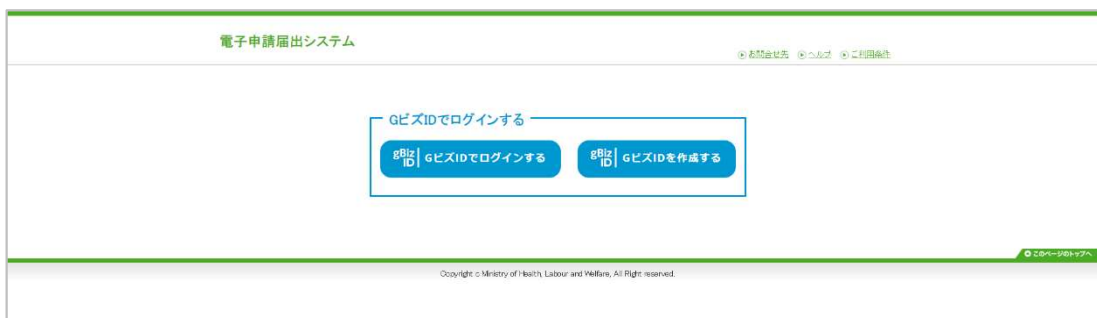 電子申請届出システム
お問合せ先 ヘルプ ご利用条件
GビズIDでログインする
gBiz ID GビズIDでログインする gBiz ID GビズIDを作成する
このページのトップへ
Copyright c Ministry of Health, Labour and Welfare, All Right reserved.